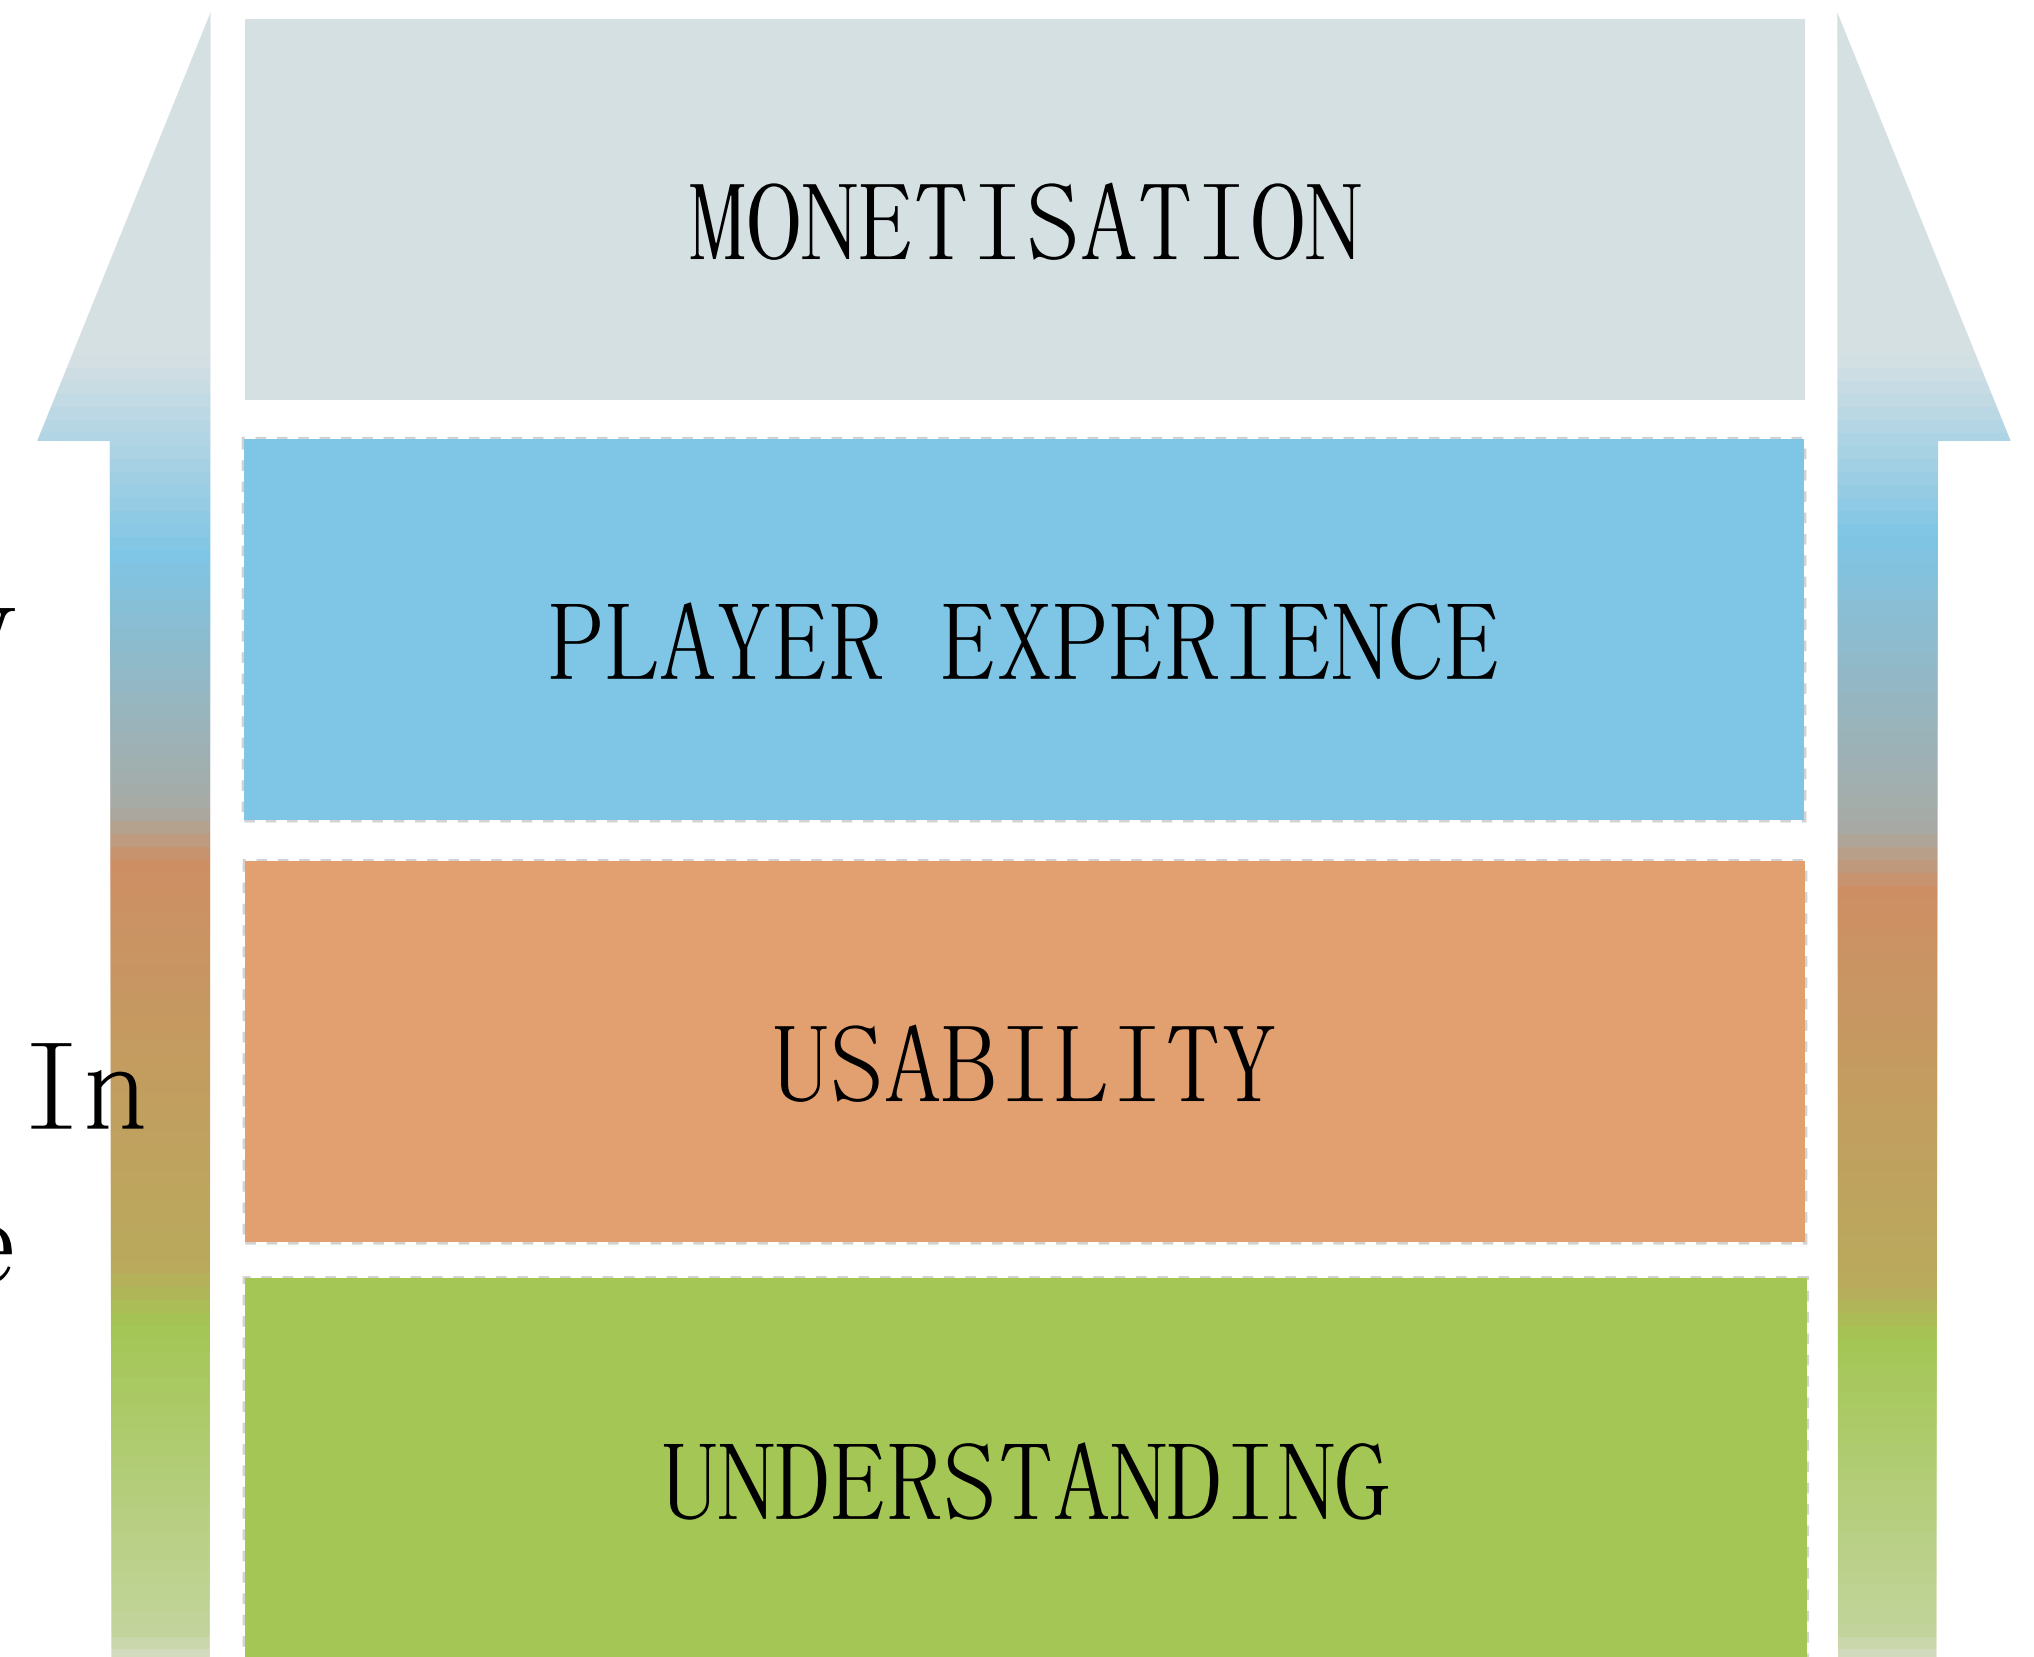 MONETISATION
PLAYER EXPERIENCE
USABILITY
In
UNDERSTANDING